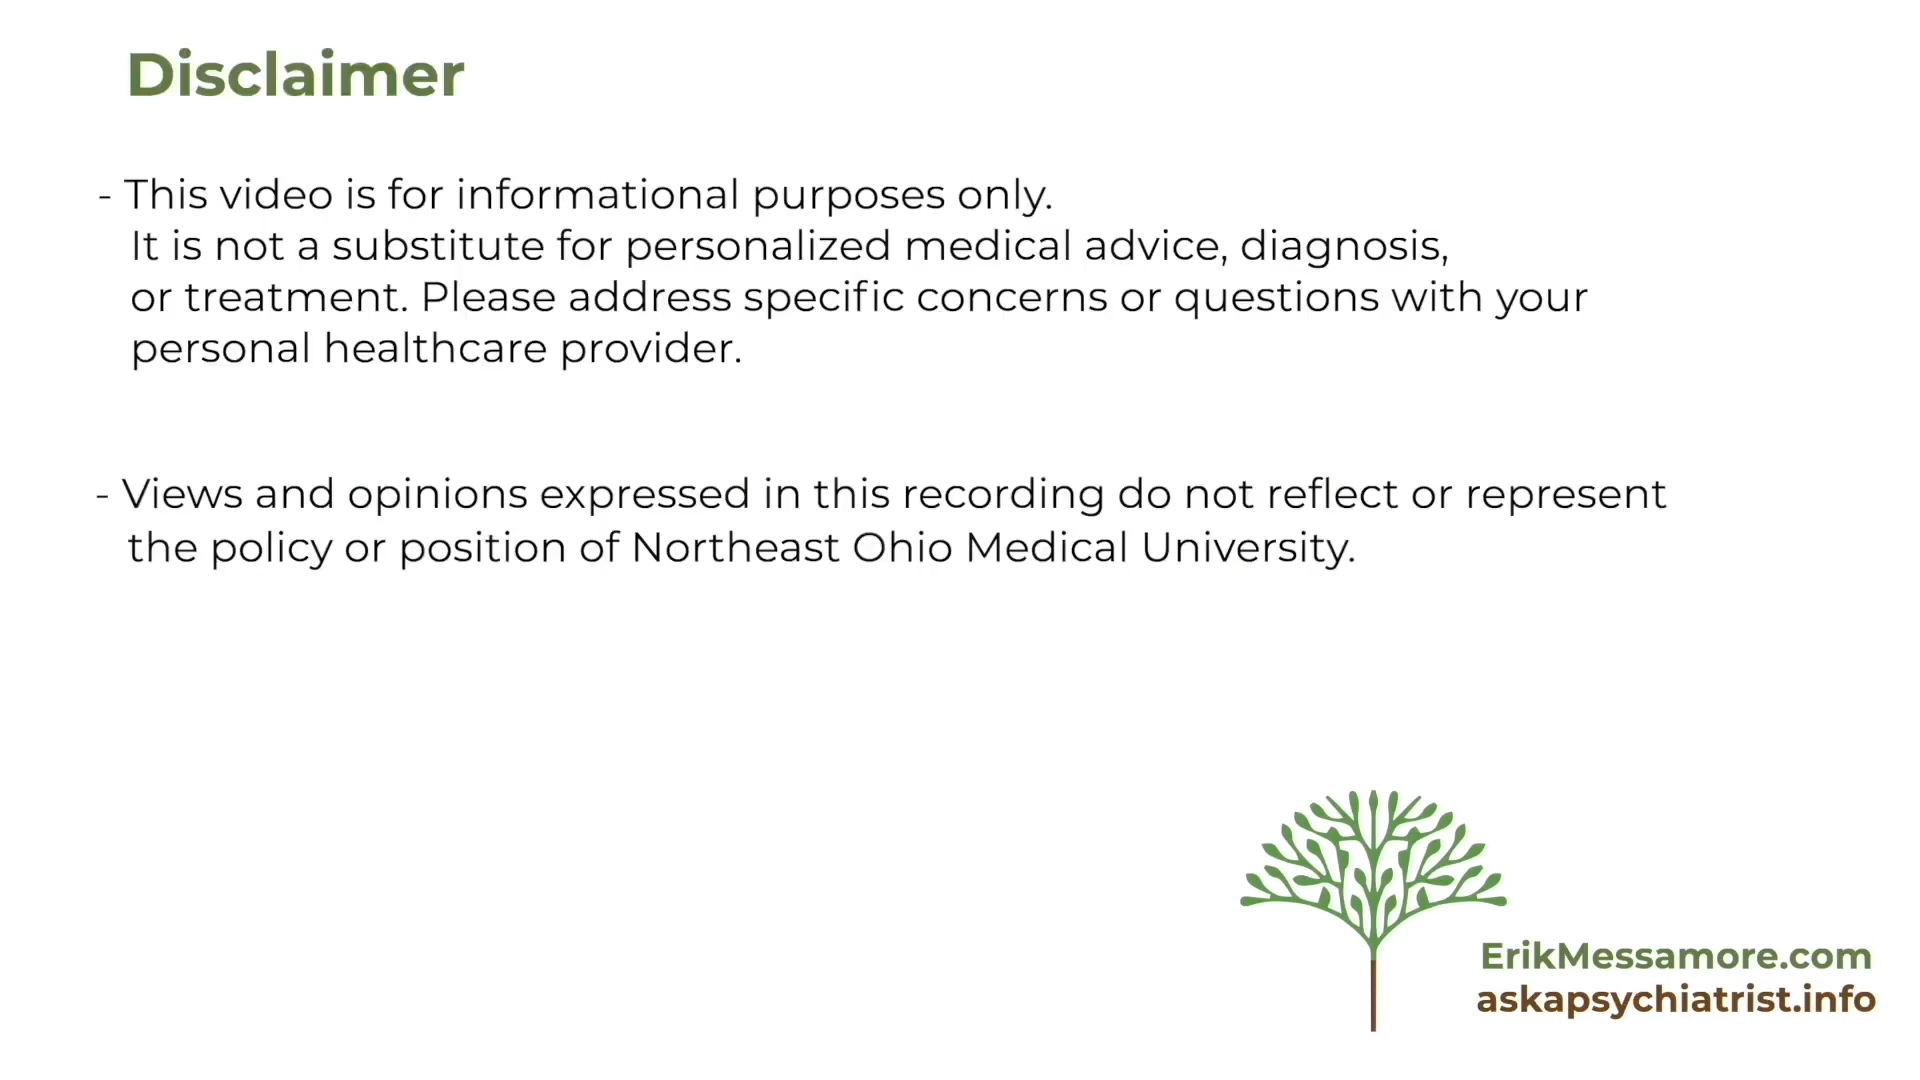 Disclaimer
- This video is for informational purposes only.
It is not a substitute for personalized medical advice, diagnosis,
or treatment. Please address specific concerns or questions with your
personal healthcare provider.
- Views and opinions expressed in this recording do not reflect or represent
the policy or position of Northeast Ohio Medical University.
ErikMessamore.com
askapsychiatrist.info